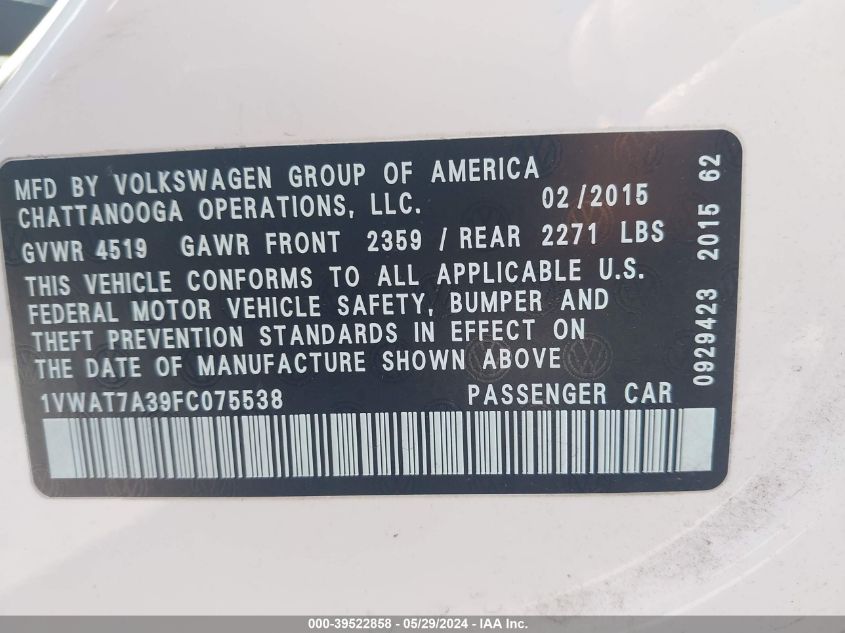 MFD BY VOLKSWAGEN GROUP OF AMERICA
CHATTANOOGA OPERATIONS, LLC. 02/2015
GVWR 4519 GAWR FRONT 2359 / REAR 2271 LBS
THIS VEHICLE CONFORMS TO ALL APPLICABLE U.S.
FEDERAL MOTOR VEHICLE SAFETY, BUMPER AND
THEFT PREVENTION STANDARDS IN EFFECT ON
THE DATE OF MANUFACTURE SHOWN ABOVE
1VWAT7A39FC075538 PASSENGER CAR
0929423 2015 62
000-39522858 - 05/29/2024 - IAA Inc.